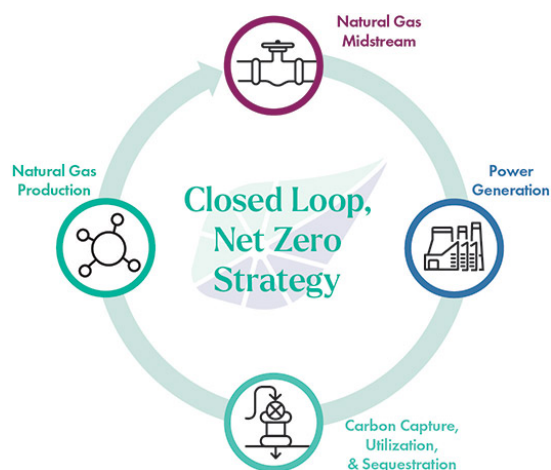 Natural Gas
Midstream
Natural Gas
Production
Power
Generation
Closed Loop,
Net Zero
Strategy
Carbon Capture,
Utilization,
& Sequestration